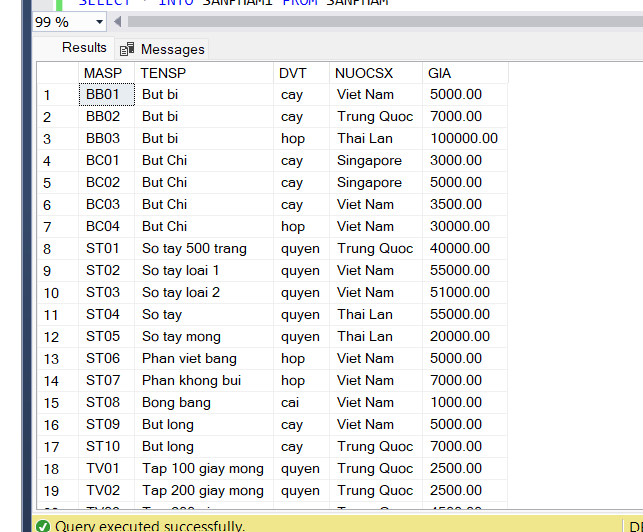 SELECT * INTO SANPHAM1 FROM SANPHAM
99 %
Results Messages
MASP TENSP DVT NUOCSX GIA
1 BB01 But bi cay Viet Nam 5000.00
2 BB02 But bi cay Trung Quoc 7000.00
3 BB03 But bi hop Thai Lan 100000.00
4 BC01 But Chi cay Singapore 3000.00
5 BC02 But Chi cay Singapore 5000.00
6 BC03 But Chi cay Viet Nam 3500.00
7 BC04 But Chi hop Viet Nam 30000.00
8 ST01 So tay 500 trang quyen Trung Quoc 40000.00
9 ST02 So tay loai 1 quyen Viet Nam 55000.00
10 ST03 So tay loai 2 quyen Viet Nam 51000.00
11 ST04 So tay quyen Thai Lan 55000.00
12 ST05 So tay mong quyen Thai Lan 20000.00
13 ST06 Phan viet bang hop Viet Nam 5000.00
14 ST07 Phan khong bui hop Viet Nam 7000.00
15 ST08 Bong bang cai Viet Nam 1000.00
16 ST09 But long cay Viet Nam 5000.00
17 ST10 But long cay Trung Quoc 7000.00
18 TV01 Tap 100 giay mong quyen Trung Quoc 2500.00
19 TV02 Tap 200 giay mong quyen Trung Quoc 2500.00
Query executed successfully.